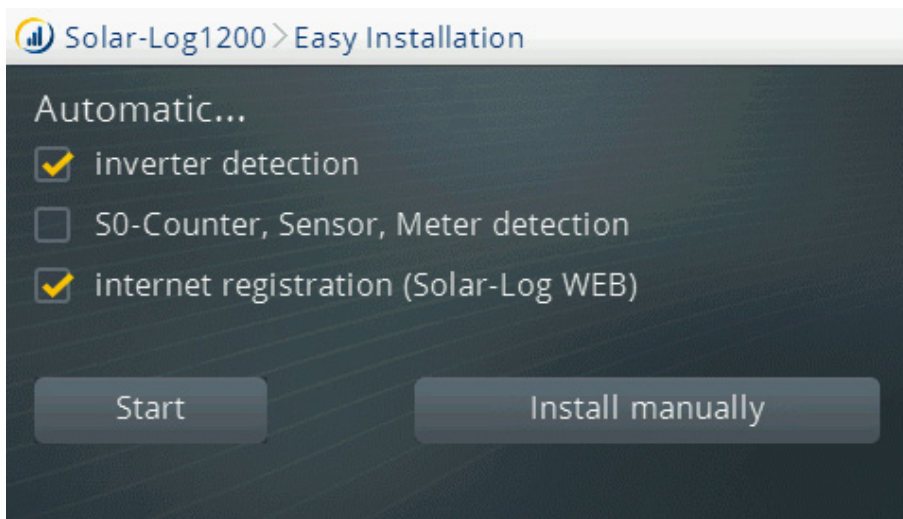 Solar-Log1200 > Easy Installation
Automatic...
inverter detection
S0-Counter, Sensor, Meter detection
internet registration (Solar-Log WEB)
Start
Install manually